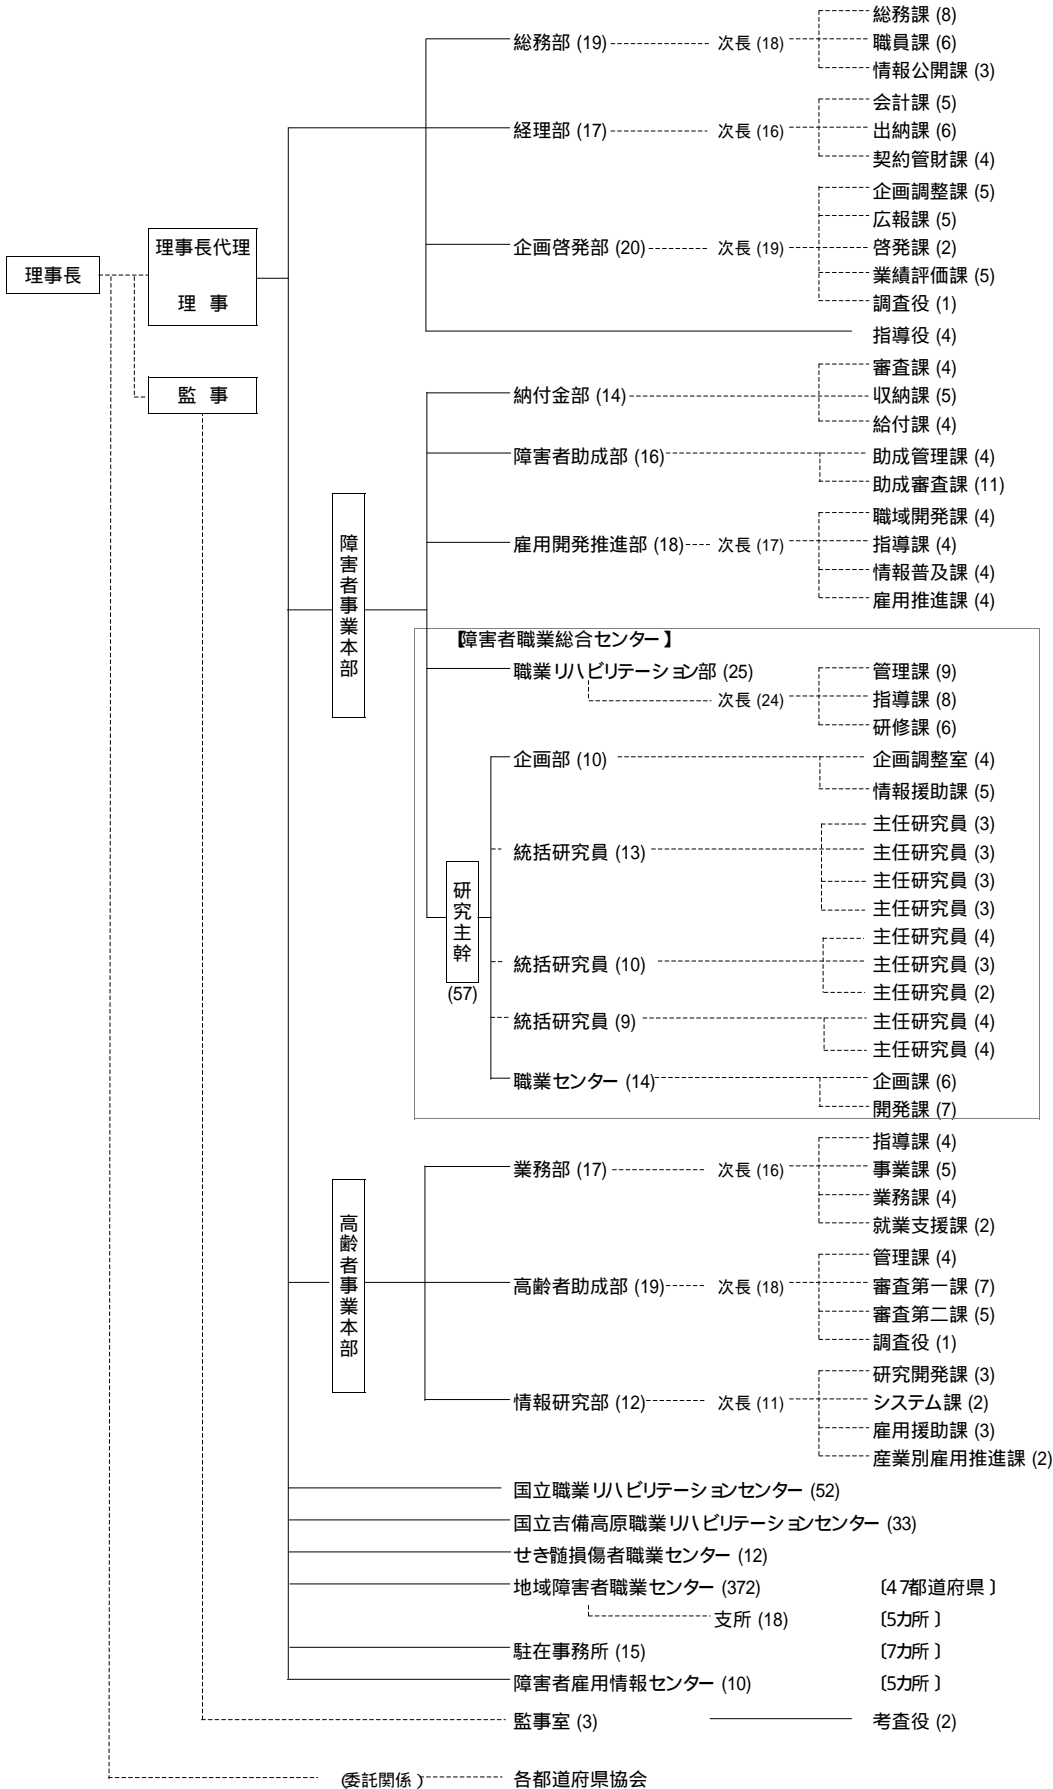 総務課 (8)
総務部 (19) 次長 (18) 職員課 (6)
情報公開課 (3)
会計課 (5)
経理部 (17) 次長 (16) 出納課 (6)
契約管財課 (4)
企画調整課 (5)
広報課 (5)
企画啓発部 (20) 次長 (19) 啓発課 (2)
業績評価課 (5)
調査役 (1)
指導役 (4)
理事長
理事長代理
理 事
監 事
障害者事業本部
審査課 (4)
納付金部 (14) 収納課 (5)
給付課 (4)
障害者助成部 (16) 助成管理課 (4)
助成審査課 (11)
職域開発課 (4)
雇用開発推進部 (18) 次長 (17) 指導課 (4)
情報普及課 (4)
雇用推進課 (4)
【障害者職業総合センター】
職業リハビリテーション部 (25) 管理課 (9)
次長 (24) 指導課 (8)
研修課 (6)
研究主幹
(57)
企画部 (10) 企画調整室 (4)
情報援助課 (5)
主任研究員 (3)
統括研究員 (13) 主任研究員 (3)
主任研究員 (3)
主任研究員 (3)
主任研究員 (4)
統括研究員 (10) 主任研究員 (3)
主任研究員 (2)
統括研究員 (9) 主任研究員 (4)
主任研究員 (4)
職業センター (14) 企画課 (6)
開発課 (7)
高齢者事業本部
指導課 (4)
業務部 (17) 次長 (16) 事業課 (5)
業務課 (4)
就業支援課 (2)
管理課 (4)
高齢者助成部 (19) 次長 (18) 審査第一課 (7)
審査第二課 (5)
調査役 (1)
研究開発課 (3)
情報研究部 (12) 次長 (11) システム課 (2)
雇用援助課 (3)
産業別雇用推進課 (2)
国立職業リハビリテーションセンター (52)
国立吉備高原職業リハビリテーションセンター (33)
せき髄損傷者職業センター (12)
地域障害者職業センター (372) 〔47都道府県〕
支所 (18) 〔5カ所〕
駐在事務所 (15) 〔7カ所〕
障害者雇用情報センター (10) 〔5カ所〕
監事室 (3) 考査役 (2)
(委託関係) 各都道府県協会